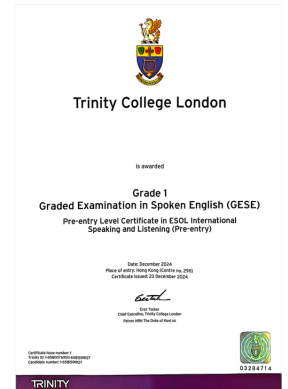 Trinity College London
is awarded
Grade 1
Graded Examination in Spoken English (GESE)
Pre-entry Level Certificate in ESOL International
Speaking and Listening (Pre-entry)
Date: December 2024
Place of entry: Hong Kong (Centre no. 298)
Certificate issued: 23 December 2024
Erez Tocker
Chief Executive, Trinity College London
Patron HRH The Duke of Kent KG
Certificate issue number: 1
03284714
TRINITY